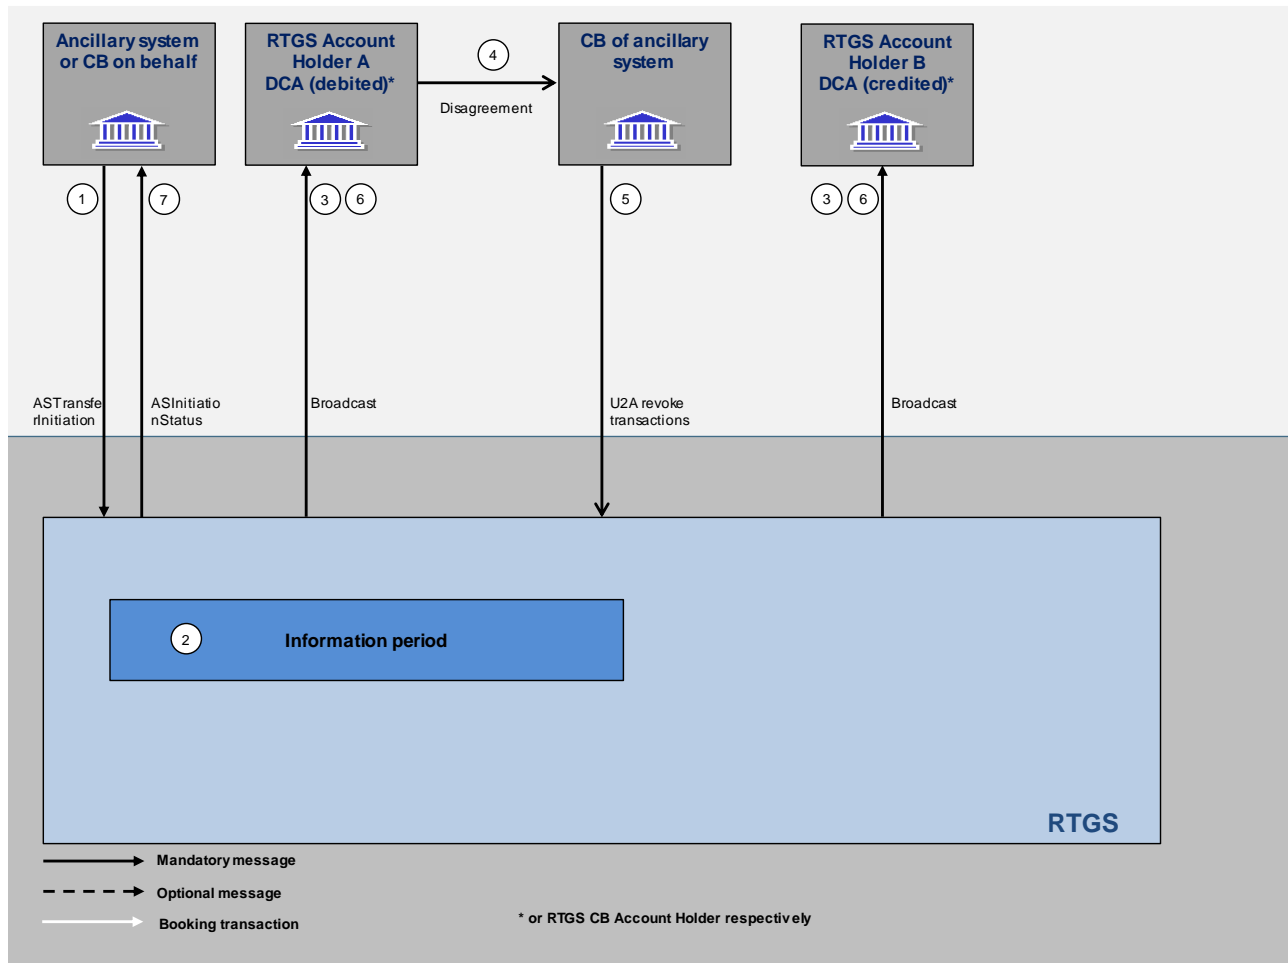 Ancillary system
or CB on behalf
RTGS Account
Holder A
DCA (debited)*
4
Disagreement
CB of ancillary
system
RTGS Account
Holder B
DCA (credited)*
1
7
3
6
5
3
6
ASTransfe
rInitiation
ASInitiatio
nStatus
Broadcast
U2A revoke
transactions
Broadcast
2
Information period
RTGS
Mandatory message
Optional message
Booking transaction
* or RTGS CB Account Holder respectively